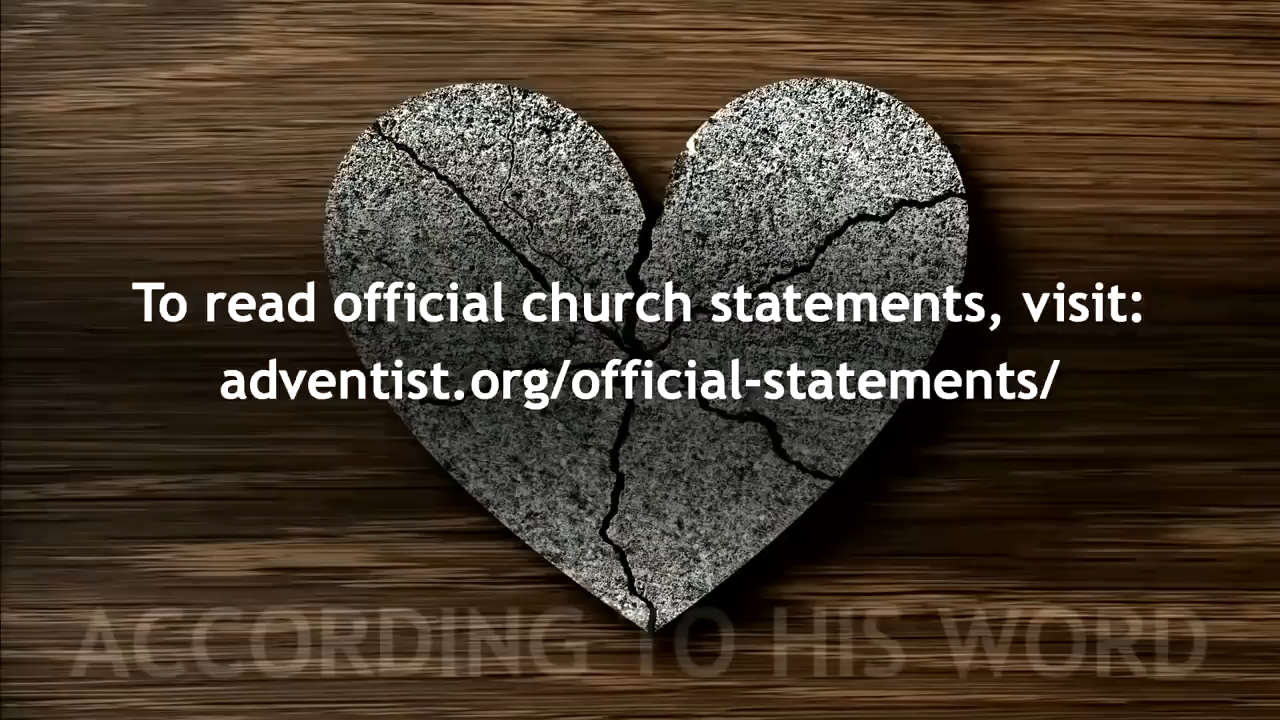 To read official church statements, visit:
adventist.org/official-statements/
ACCORDING TO HIS WORD